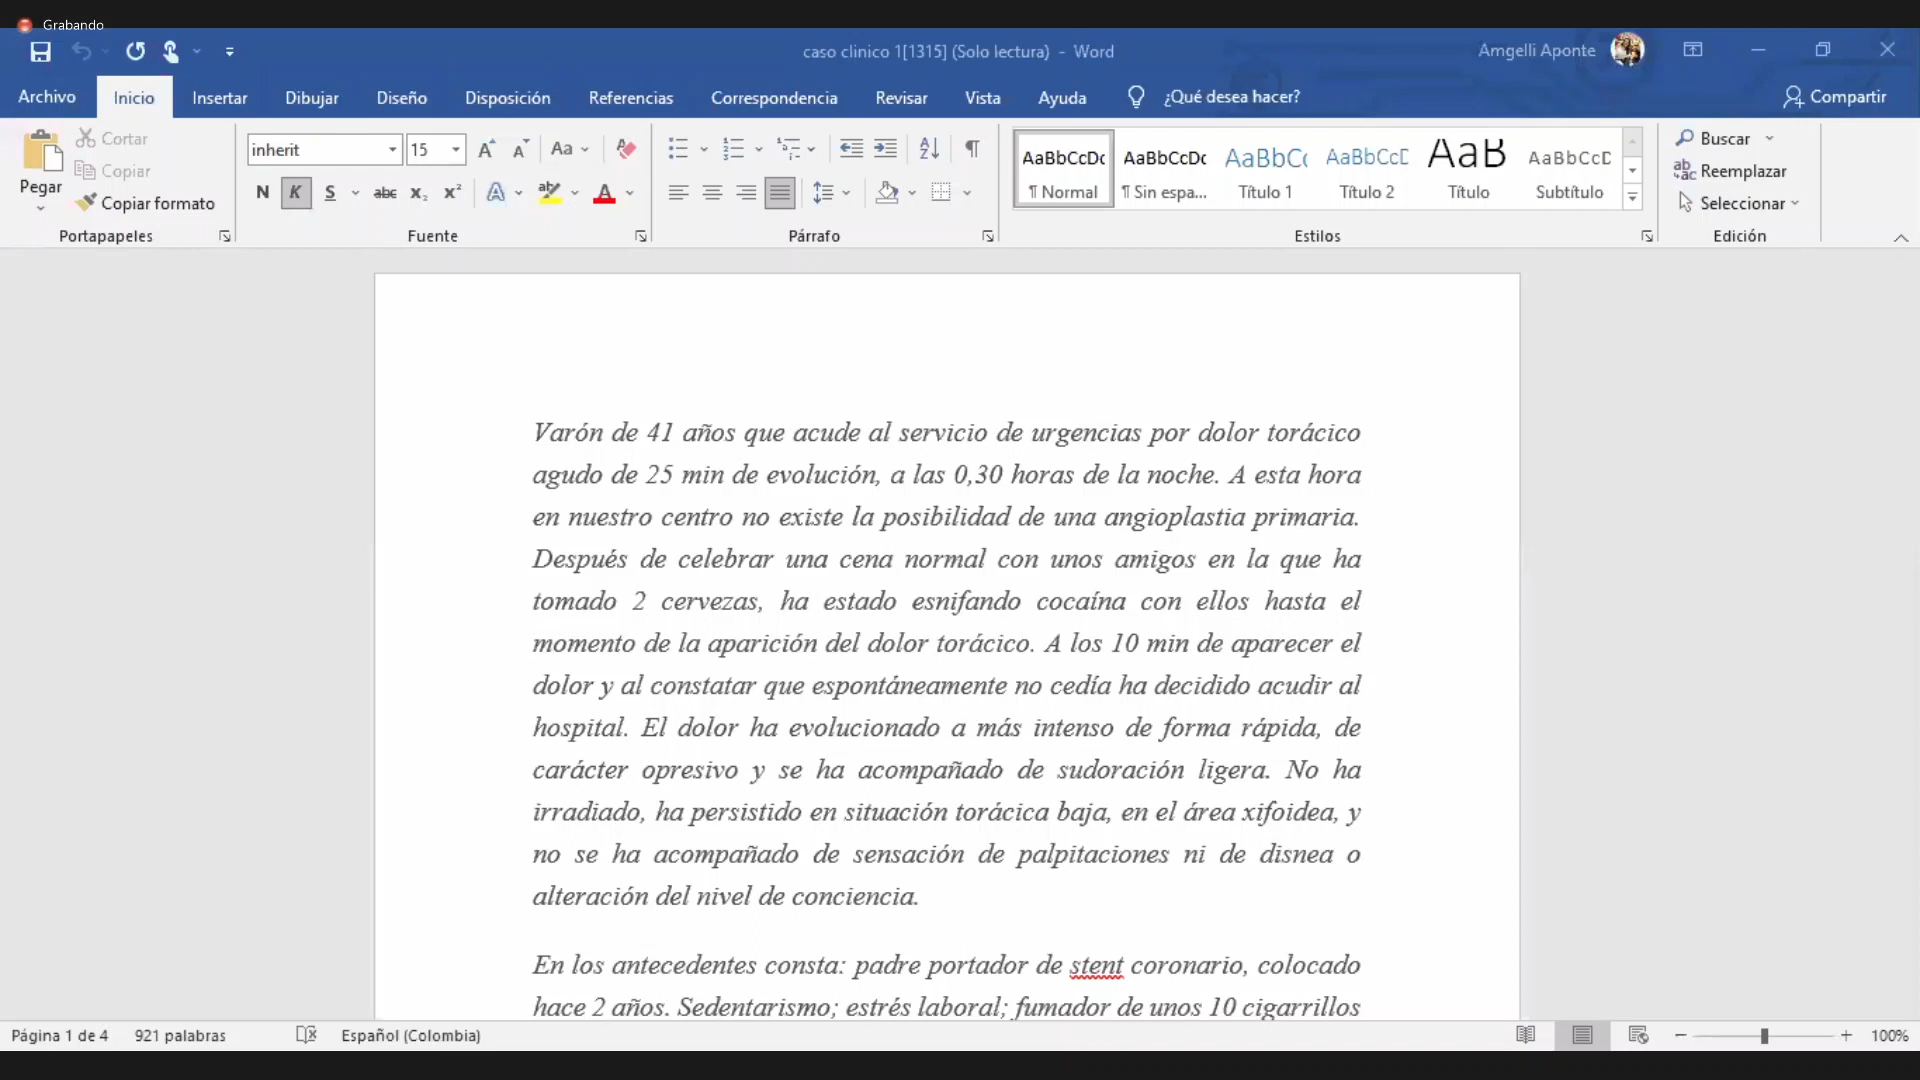 Grabando
caso clinico 1[1315] (Solo lectura) - Word
Amgelli Aponte
Archivo Inicio Insertar Dibujar Diseño Disposición Referencias Correspondencia Revisar Vista Ayuda ¿Qué desea hacer? Compartir
Pegar
Cortar
Copiar
Copiar formato
Portapapeles
inherit 15
Aa
N K S abc x₂ x² A aby A
Fuente
Párrafo
AaBbCcDc AaBbCcDc AaBbCc AaBbCcD AaB AaBbCcD
¶ Normal ¶ Sin espa... Título 1 Título 2 Título Subtítulo
Estilos
Buscar
Reemplazar
Seleccionar
Edición
Varón de 41 años que acude al servicio de urgencias por dolor torácico
agudo de 25 min de evolución, a las 0,30 horas de la noche. A esta hora
en nuestro centro no existe la posibilidad de una angioplastia primaria.
Después de celebrar una cena normal con unos amigos en la que ha
tomado 2 cervezas, ha estado esnifando cocaína con ellos hasta el
momento de la aparición del dolor torácico. A los 10 min de aparecer el
dolor y al constatar que espontáneamente no cedía ha decidido acudir al
hospital. El dolor ha evolucionado a más intenso de forma rápida, de
carácter opresivo y se ha acompañado de sudoración ligera. No ha
irradiado, ha persistido en situación torácica baja, en el área xifoidea, y
no se ha acompañado de sensación de palpitaciones ni de disnea o
alteración del nivel de conciencia.
En los antecedentes consta: padre portador de stent coronario, colocado
hace 2 años. Sedentarismo; estrés laboral; fumador de unos 10 cigarrillos
Página 1 de 4 921 palabras Español (Colombia) 100%